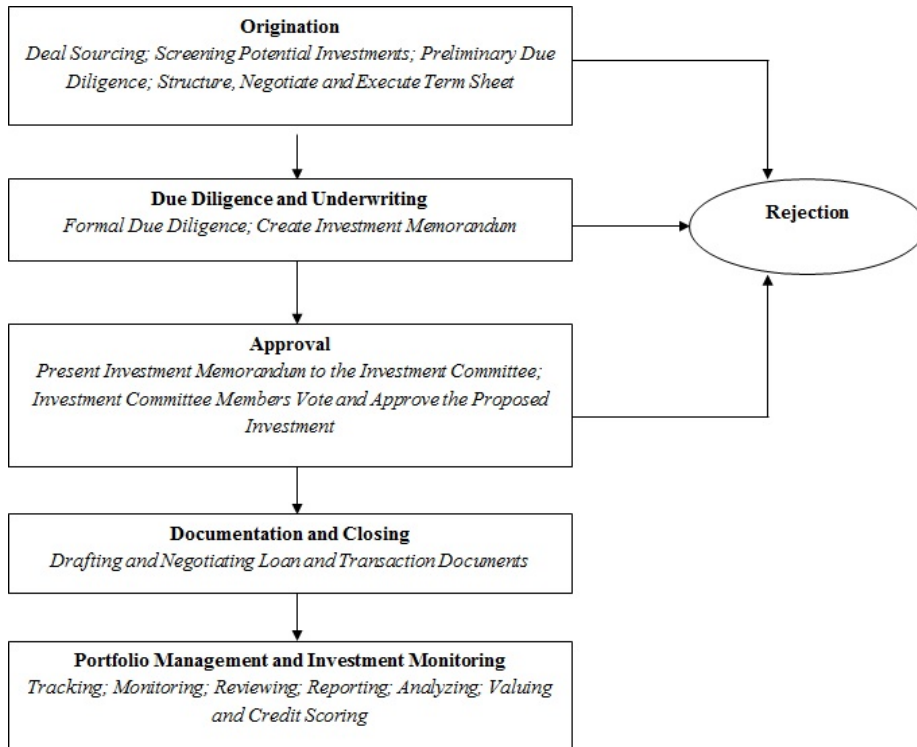 Origination
Deal Sourcing; Screening Potential Investments; Preliminary Due
Diligence; Structure, Negotiate and Execute Term Sheet
Due Diligence and Underwriting
Formal Due Diligence; Create Investment Memorandum
Rejection
Approval
Present Investment Memorandum to the Investment Committee;
Investment Committee Members Vote and Approve the Proposed
Investment
Documentation and Closing
Drafting and Negotiating Loan and Transaction Documents
Portfolio Management and Investment Monitoring
Tracking; Monitoring; Reviewing; Reporting; Analyzing; Valuing
and Credit Scoring